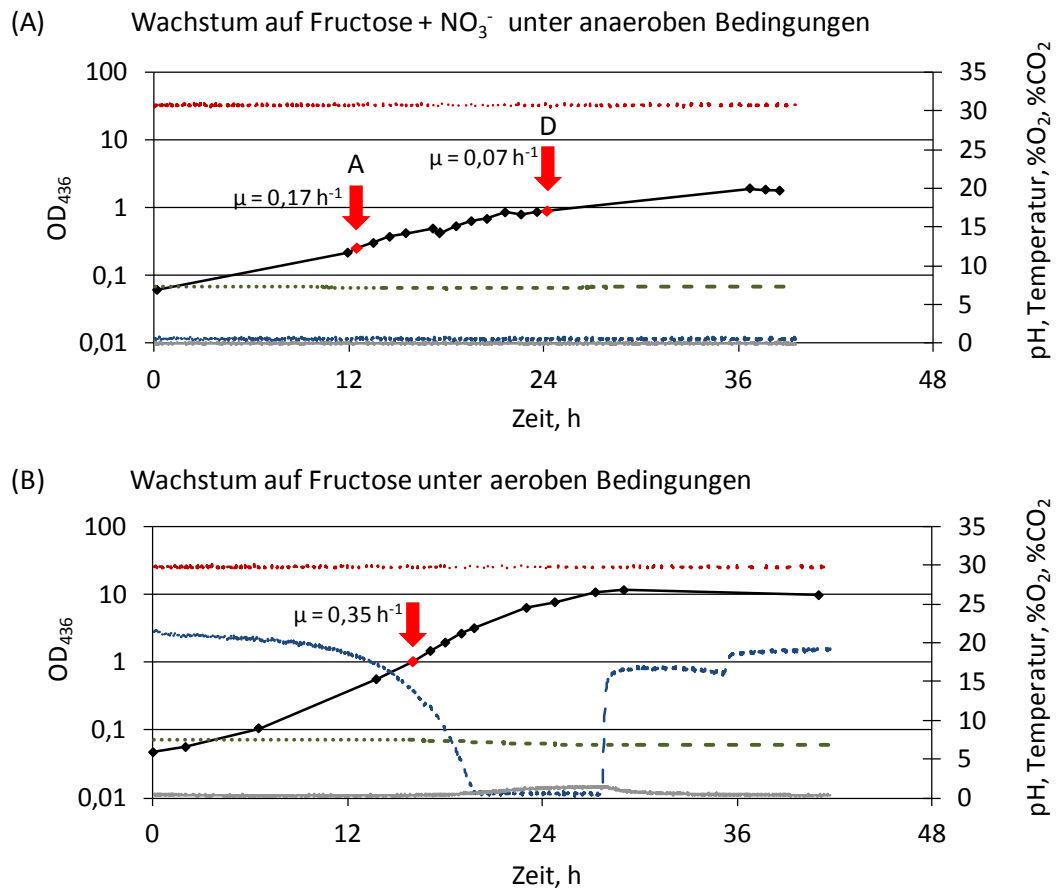 (A) Wachstum auf Fructose + NO₃⁻ unter anaeroben Bedingungen
100
10
1
0,1
0,01
OD₄₃₆
35
30
25
20
15
10
5
0
pH, Temperatur, %O₂, %CO₂
A
μ = 0,17 h⁻¹
D
μ = 0,07 h⁻¹
0 12 24 36 48
Zeit, h
(B) Wachstum auf Fructose unter aeroben Bedingungen
100
10
1
0,1
0,01
OD₄₃₆
35
30
25
20
15
10
5
0
pH, Temperatur, %O₂, %CO₂
μ = 0,35 h⁻¹
0 12 24 36 48
Zeit, h